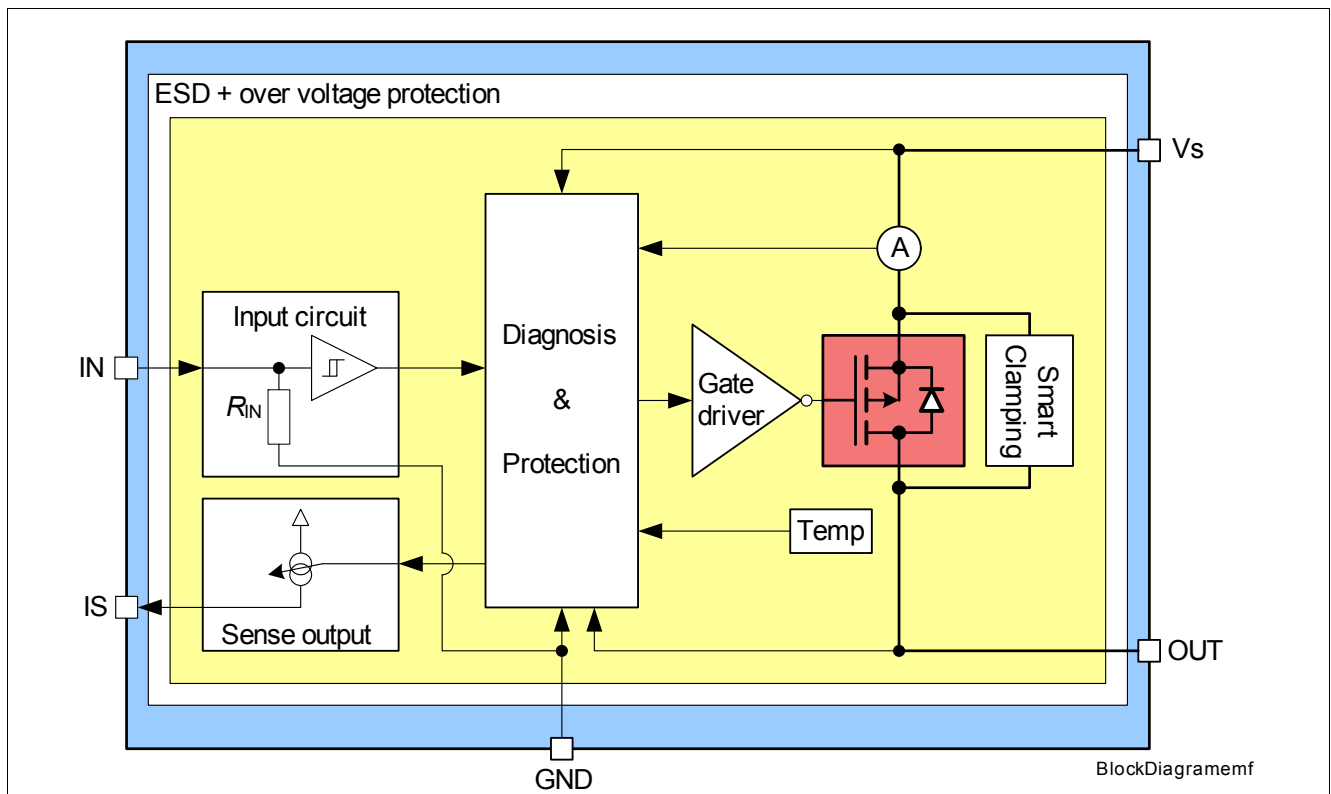 ESD + over voltage protection
Vs
A
Input circuit
IN
R_IN
Diagnosis
&
Protection
Gate
driver
Smart
Clamping
Temp
IS
Sense output
OUT
GND
BlockDiagramemf